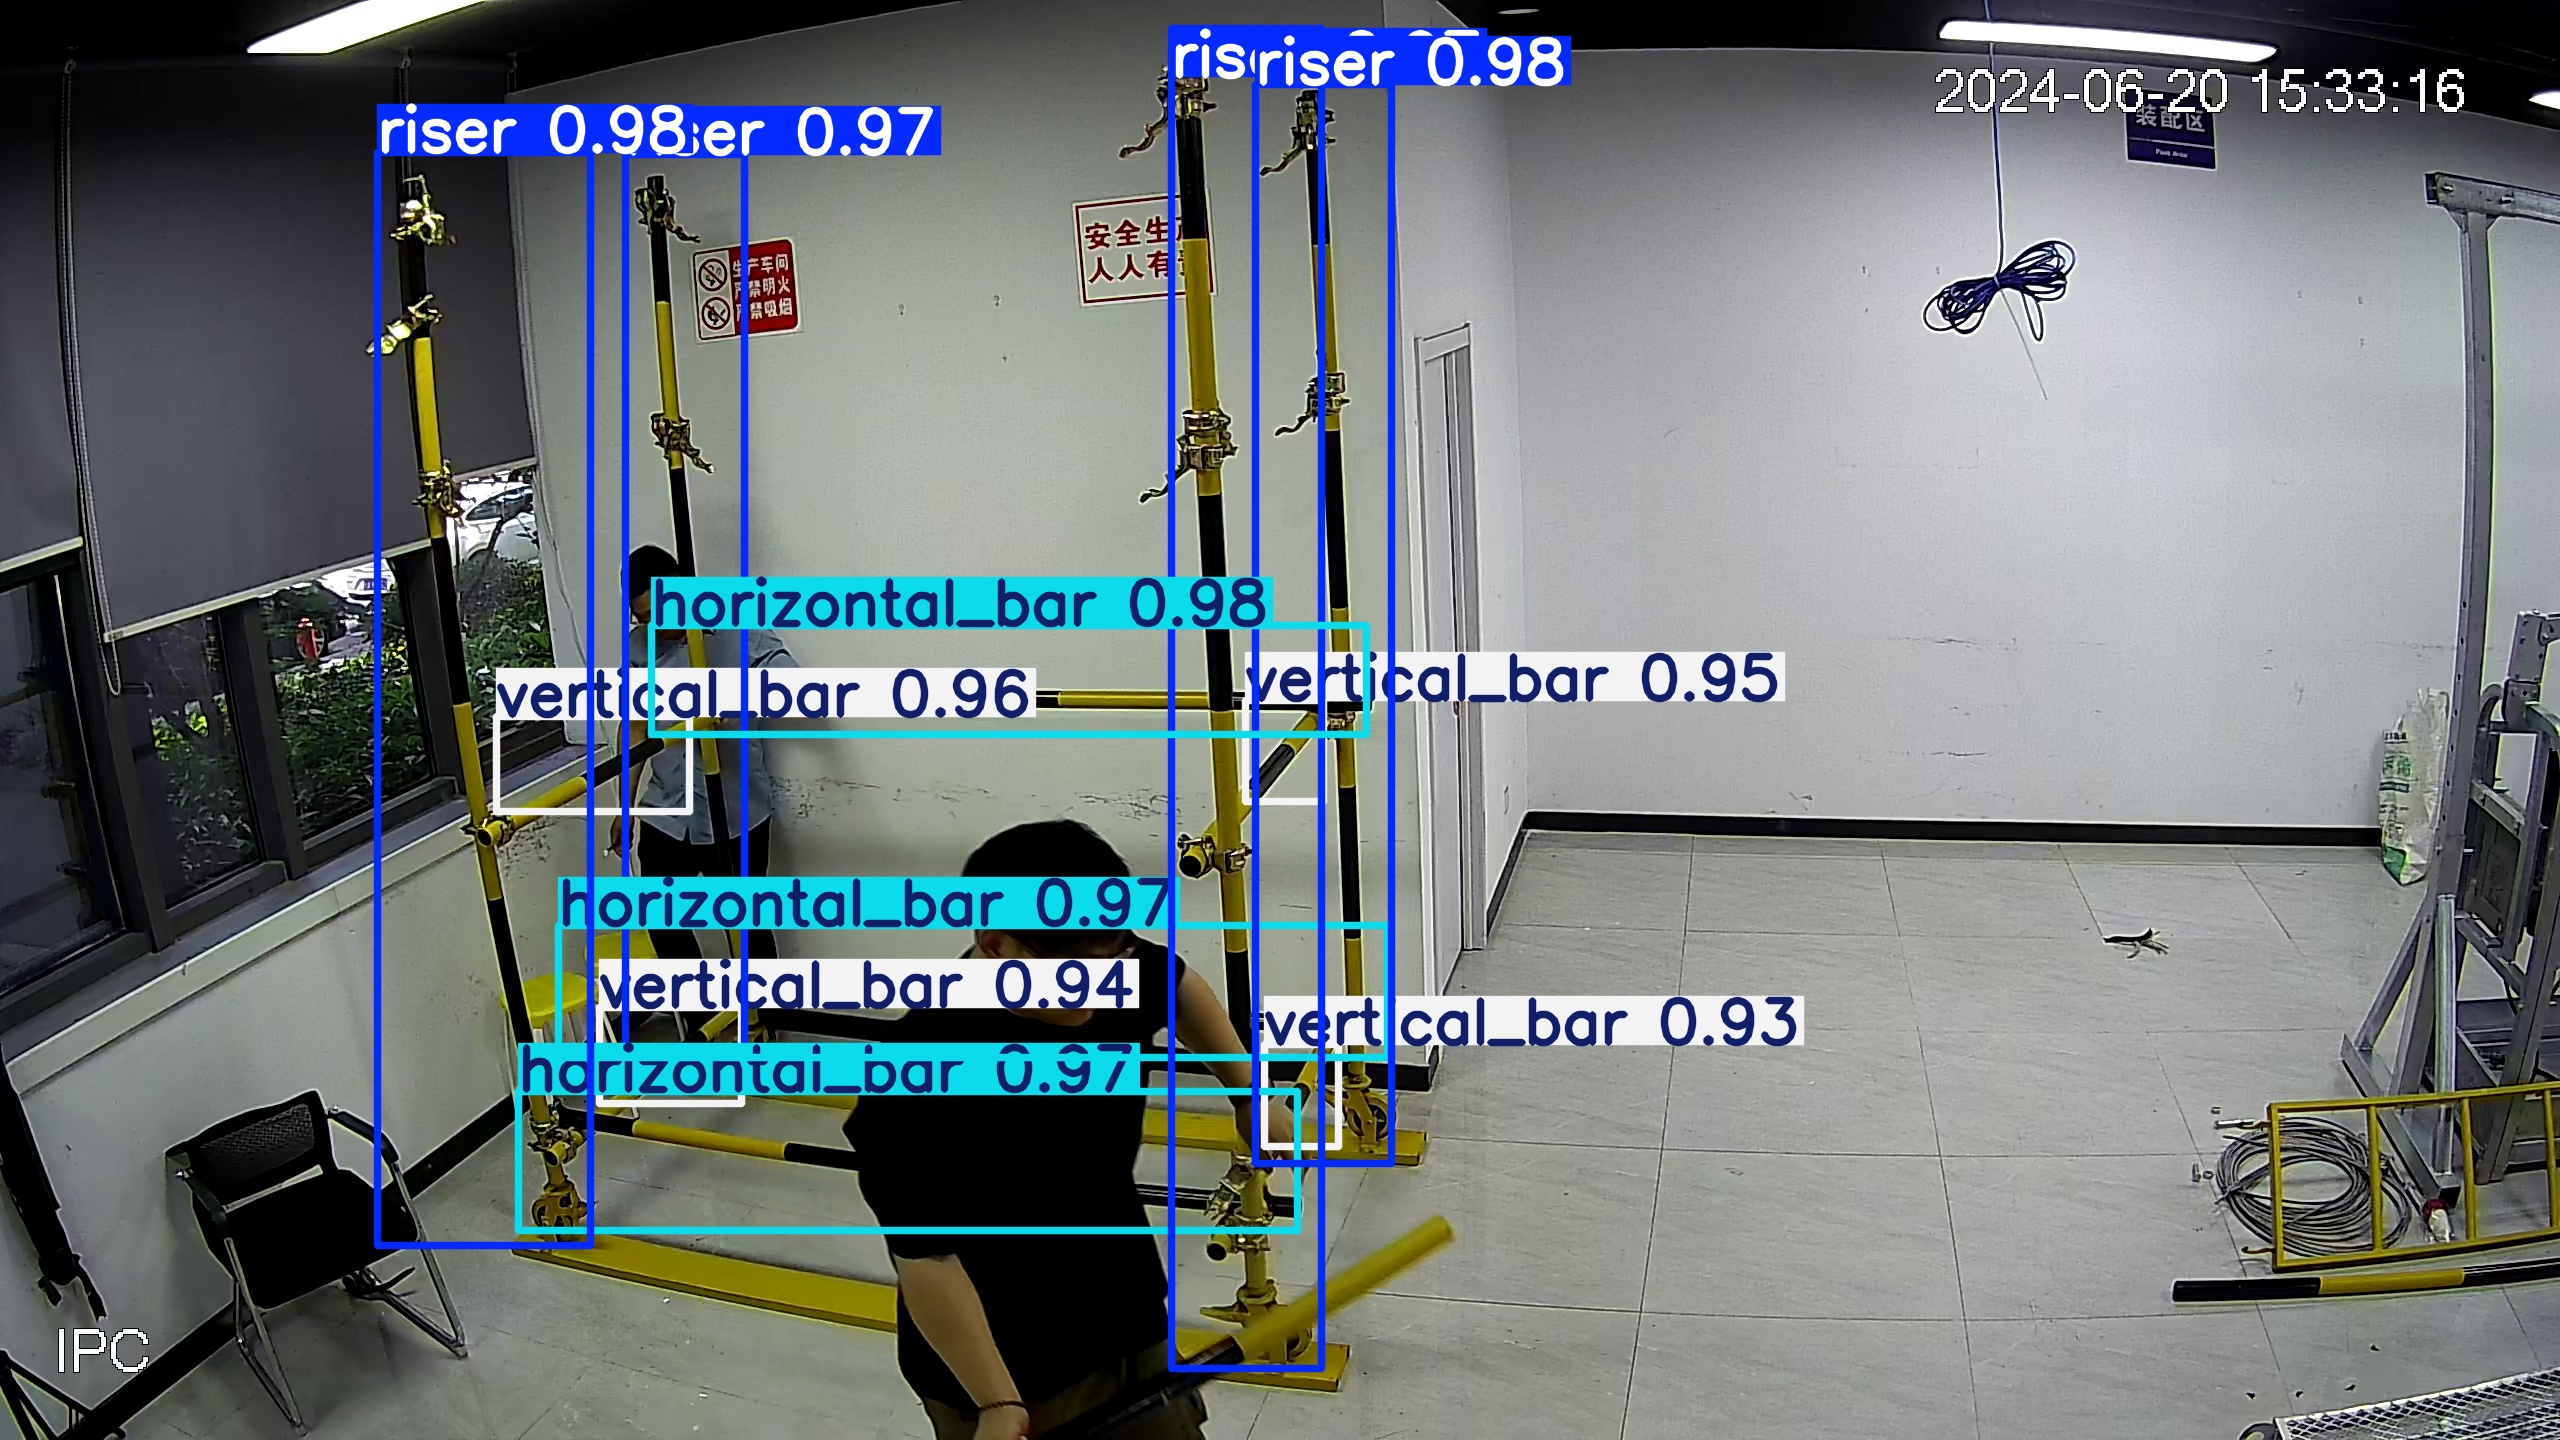 riser 0.98
2024-06-20 15:33:16
装配区
riser 0.98
ser 0.97
安全生
人人有
生产车间
严禁明火
严禁吸烟
horizontal_bar 0.98
vertical_bar 0.96
vertical_bar 0.95
horizontal_bar 0.97
vertical_bar 0.94
vertical_bar 0.93
horizontal_bar 0.97
IPC